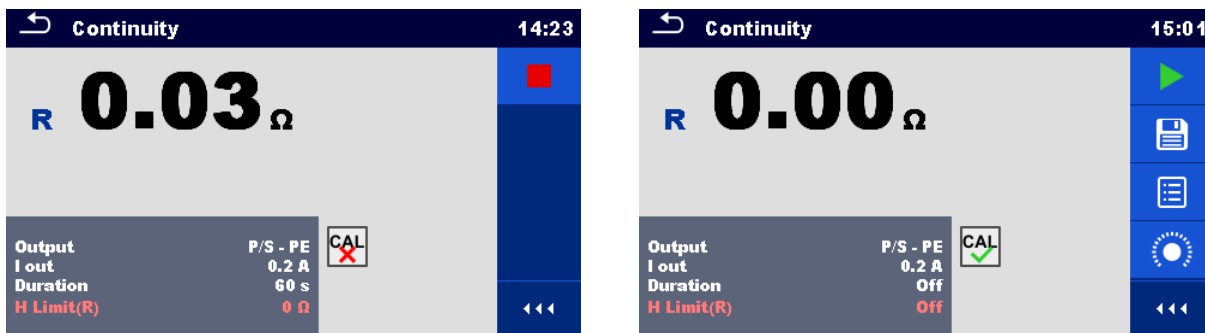 Continuity 14:23
R 0.03 Ω
Output P/S - PE
I out 0.2 A
Duration 60 s
H Limit(R) 0 Ω
CAL
Continuity 15:01
R 0.00 Ω
Output P/S - PE
I out 0.2 A
Duration Off
H Limit(R) Off
CAL